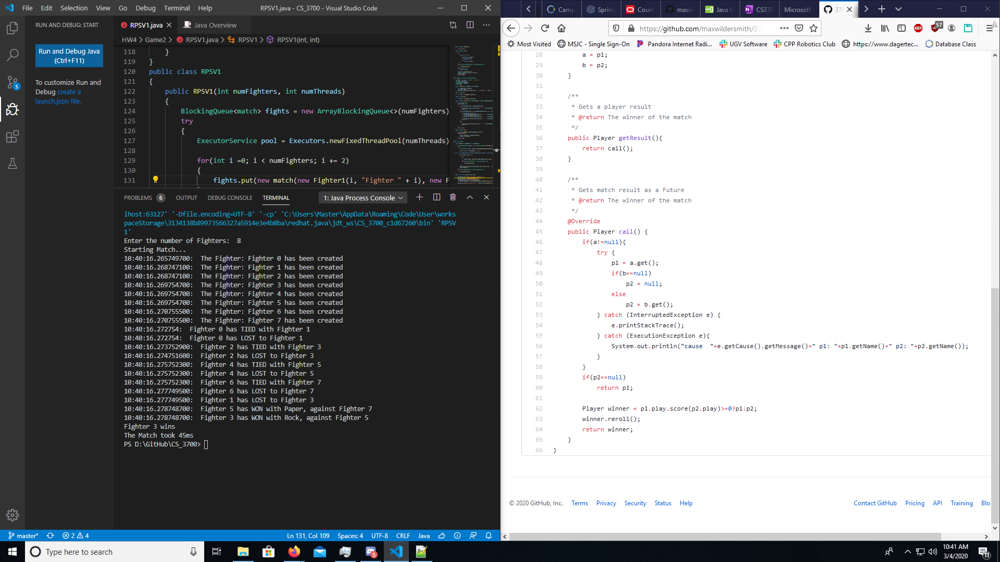 File Edit Selection View Go Debug Terminal Help
RPSV1.java - CS_3700 - Visual Studio Code
RUN AND DEBUG: START
Run and Debug Java
(Ctrl+F11)
To customize Run and
Debug create a
launch.json file.
5
RPSV1.java
Java Overview
HW4 > Game2 > RPSV1.java > RPSV1 > RPSV1(int, int)
118 }
119 }
120 public class RPSV1
121 {
122 public RPSV1(int numFighters, int numThreads)
123 {
124 BlockingQueue<match> fights = new ArrayBlockingQueue<>(numFighters)
125 try
126 {
127 ExecutorService pool = Executors.newFixedThreadPool(numThreads)
128
129 for(int i =0; i < numFighters; i += 2)
130 {
131 fights.put(new match(new Fighter1(i, "Fighter " + i), new F
PROBLEMS 6 OUTPUT DEBUG CONSOLE TERMINAL 1: Java Process Console
lhost:63127' '-Dfile.encoding=UTF-8' '-cp' 'C:\Users\Master\AppData\Roaming\Code\User\works
paceStorage\3134138b89973566327a5914e3e4b0ba\redhat.java\jdt_ws\CS_3700_c1d67260\bin' 'RPSV
1'
Enter the number of Fighters:  8
Starting Match...
10:40:16.265749700:  The Fighter: Fighter 0 has been created
10:40:16.268747100:  The Fighter: Fighter 1 has been created
10:40:16.268747100:  The Fighter: Fighter 2 has been created
10:40:16.269754700:  The Fighter: Fighter 3 has been created
10:40:16.269754700:  The Fighter: Fighter 4 has been created
10:40:16.269754700:  The Fighter: Fighter 5 has been created
10:40:16.270755500:  The Fighter: Fighter 6 has been created
10:40:16.270755500:  The Fighter: Fighter 7 has been created
10:40:16.272754:  Fighter 0 has TIED with Fighter 1
10:40:16.272754:  Fighter 0 has LOST to Fighter 1
10:40:16.273752900:  Fighter 2 has TIED with Fighter 3
10:40:16.274751600:  Fighter 2 has LOST to Fighter 3
10:40:16.275752300:  Fighter 4 has TIED with Fighter 5
10:40:16.275752300:  Fighter 4 has LOST to Fighter 5
10:40:16.275752300:  Fighter 6 has TIED with Fighter 7
10:40:16.277749500:  Fighter 6 has LOST to Fighter 7
10:40:16.277749500:  Fighter 1 has LOST to Fighter 3
10:40:16.278748700:  Fighter 5 has WON with Paper, against Fighter 7
10:40:16.278748700:  Fighter 3 has WON with Rock, against Fighter 5
Fighter 3 wins
The Match took 45ms
PS D:\GitHub\CS_3700>
master* 2 4 Ln 131, Col 109 Spaces: 4 UTF-8 CRLF Java
Camp Spring Count maxw Java U CS370 Microsoft 370
https://github.com/maxwildersmith/37
57
Most Visited MSJC - Single Sign-On Pandora Internet Radi... UGV Software CPP Robotics Club https://www.dagertec... Database Class
28 a = p1;
29 b = p2;
30 }
31
32 /**
33 * Gets a player result
34 * @return The winner of the match
35 */
36 public Player getResult(){
37 return call();
38 }
39
40 /**
41 * Gets match result as a Future
42 * @return The winner of the match
43 */
44 @Override
45 public Player call() {
46 if(a!=null){
47 try {
48 p1 = a.get();
49 if(b==null)
50 p2 = null;
51 else
52 p2 = b.get();
53 } catch (InterruptedException e) {
54 e.printStackTrace();
55 } catch (ExecutionException e){
56 System.out.println("cause  "+e.getCause().getMessage()+" p1: "+p1.getName()+" p2: "+p2.getName());
57 }
58 }
59 if(p2==null)
60 return p1;
61
62 Player winner = p1.play.score(p2.play)>=0?p1:p2;
63 winner.reroll();
64 return winner;
65 }
66 }
© 2020 GitHub, Inc. Terms Privacy Security Status Help Contact GitHub Pricing API Training Blo
Type here to search
5
10:41 AM
3/4/2020
11